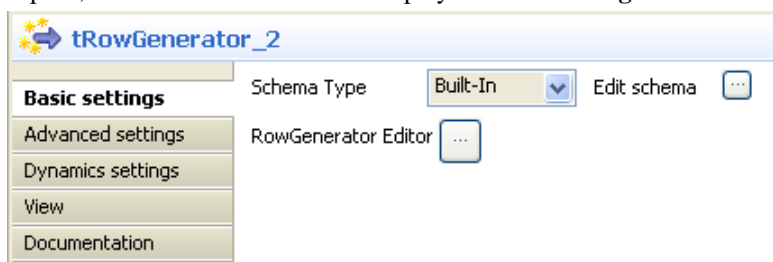 tRowGenerator_2
Basic settings
Schema Type Built-In Edit schema ...
Advanced settings
RowGenerator Editor ...
Dynamics settings
View
Documentation